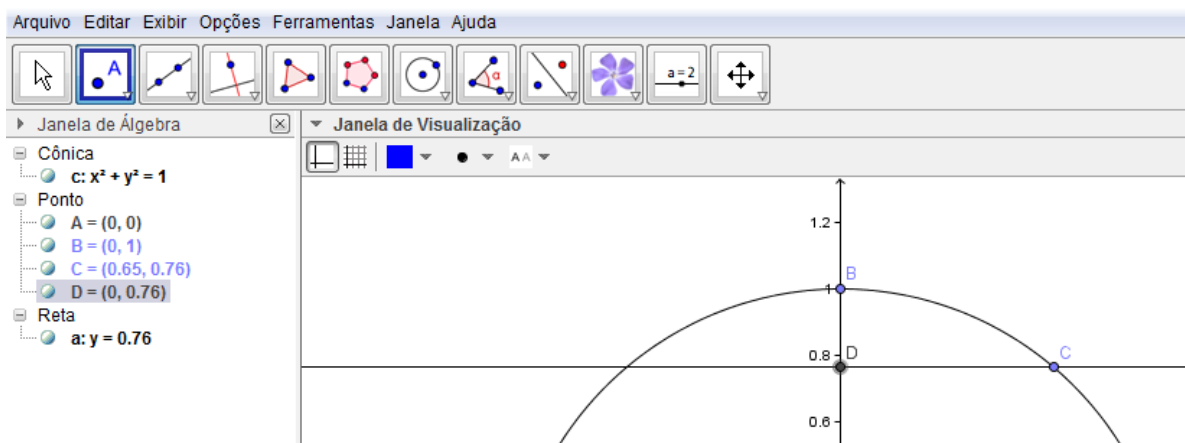 Arquivo Editar Exibir Opções Ferramentas Janela Ajuda
A
α
a = 2
Janela de Álgebra
Janela de Visualização
Cônica
c: x² + y² = 1
Ponto
A = (0, 0)
B = (0, 1)
C = (0.65, 0.76)
D = (0, 0.76)
Reta
a: y = 0.76
A A
1.2
B
1
0.8
D
C
0.6